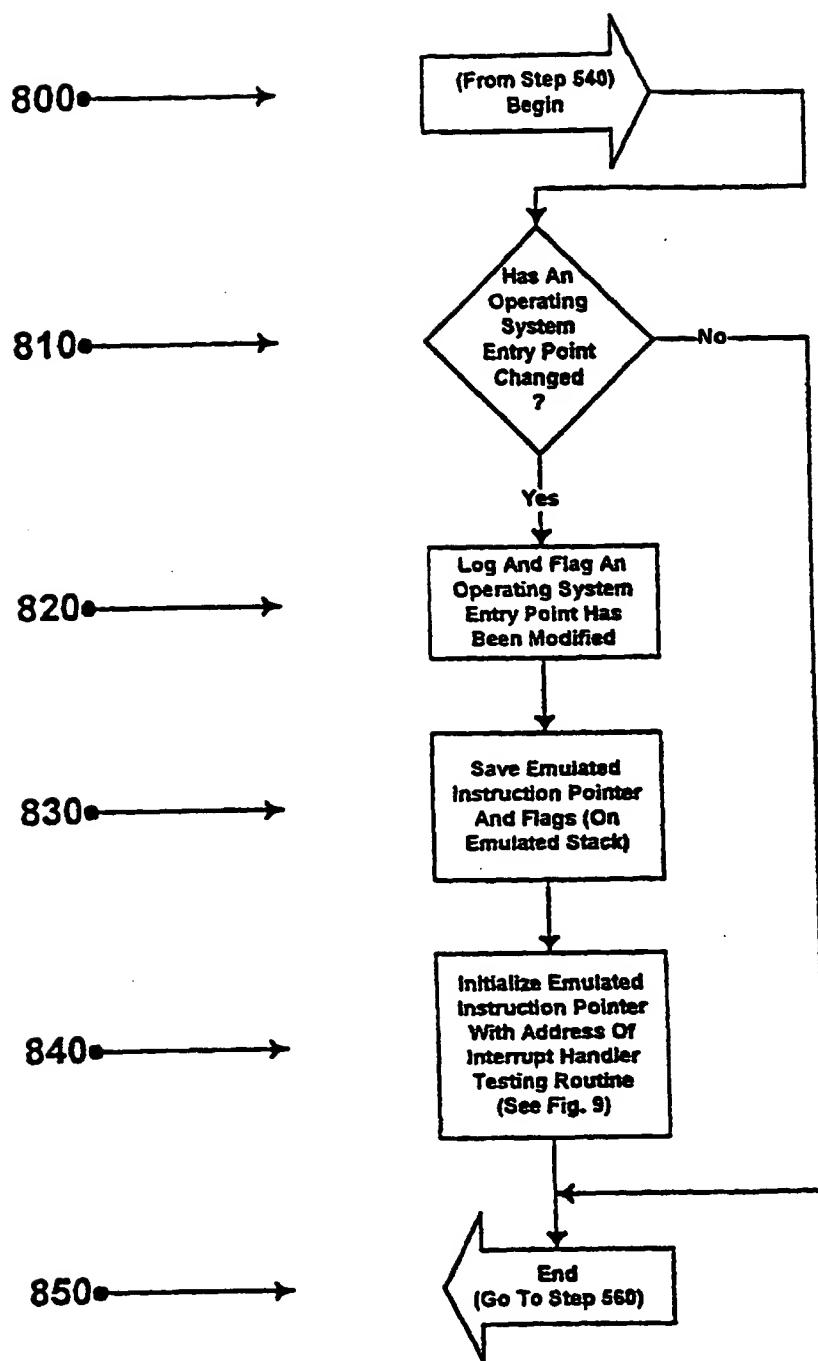 800
(From Step 540)
Begin
810
Has An
Operating
System
Entry Point
Changed
?
No
Yes
820
Log And Flag An
Operating System
Entry Point Has
Been Modified
830
Save Emulated
Instruction Pointer
And Flags (On
Emulated Stack)
840
Initialize Emulated
Instruction Pointer
With Address Of
Interrupt Handler
Testing Routine
(See Fig. 9)
850
End
(Go To Step 560)